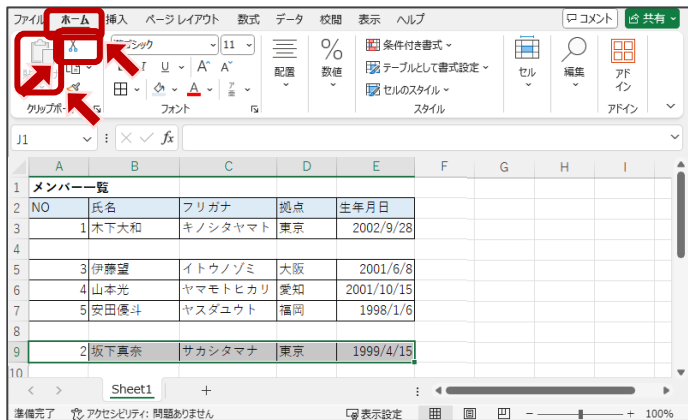 ファイル ホーム 挿入 ページレイアウト 数式 データ 校閲 表示 ヘルプ コメント 共有
ゴシック 11
U A A A
配置 数値
条件付き書式
テーブルとして書式設定
セルのスタイル
セル 編集 アドイン
クリップボード フォント スタイル アドイン
J1 fx
A B C D E F G H I
1 メンバー一覧
2 NO 氏名 フリガナ 拠点 生年月日
3 1 木下大和 キノシタヤマト 東京 2002/9/28
4
5 3 伊藤望 イトウノゾミ 大阪 2001/6/8
6 4 山本光 ヤマモトヒカリ 愛知 2001/10/15
7 5 安田優斗 ヤスダユウト 福岡 1998/1/6
8
9 2 坂下真奈 サカシタマナ 東京 1999/4/15
10
Sheet1 +
準備完了 アクセシビリティ: 問題ありません 表示設定 - + 100%